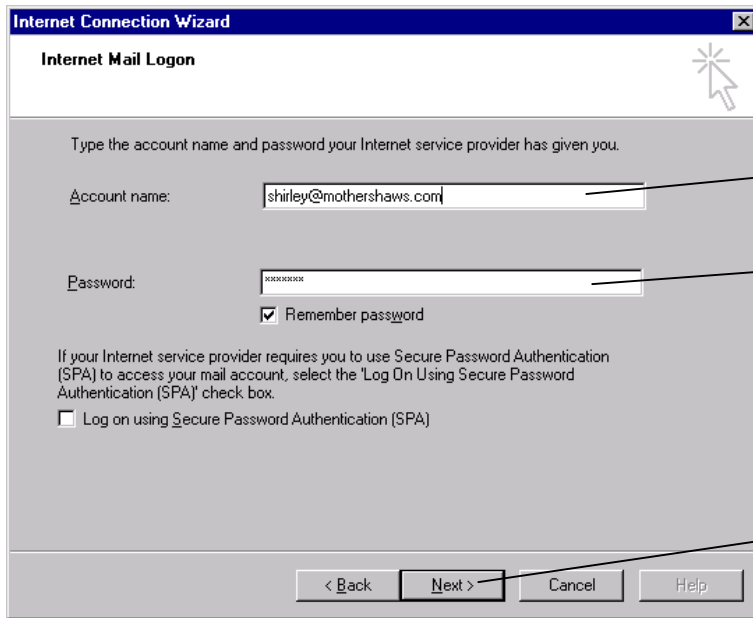 Internet Connection Wizard
Internet Mail Logon
Type the account name and password your Internet service provider has given you.
Account name:
shirley@mothershaws.com
Password:
*******
Remember password
If your Internet service provider requires you to use Secure Password Authentication
(SPA) to access your mail account, select the 'Log On Using Secure Password
Authentication (SPA)' check box.
Log on using Secure Password Authentication (SPA)
< Back Next > Cancel Help